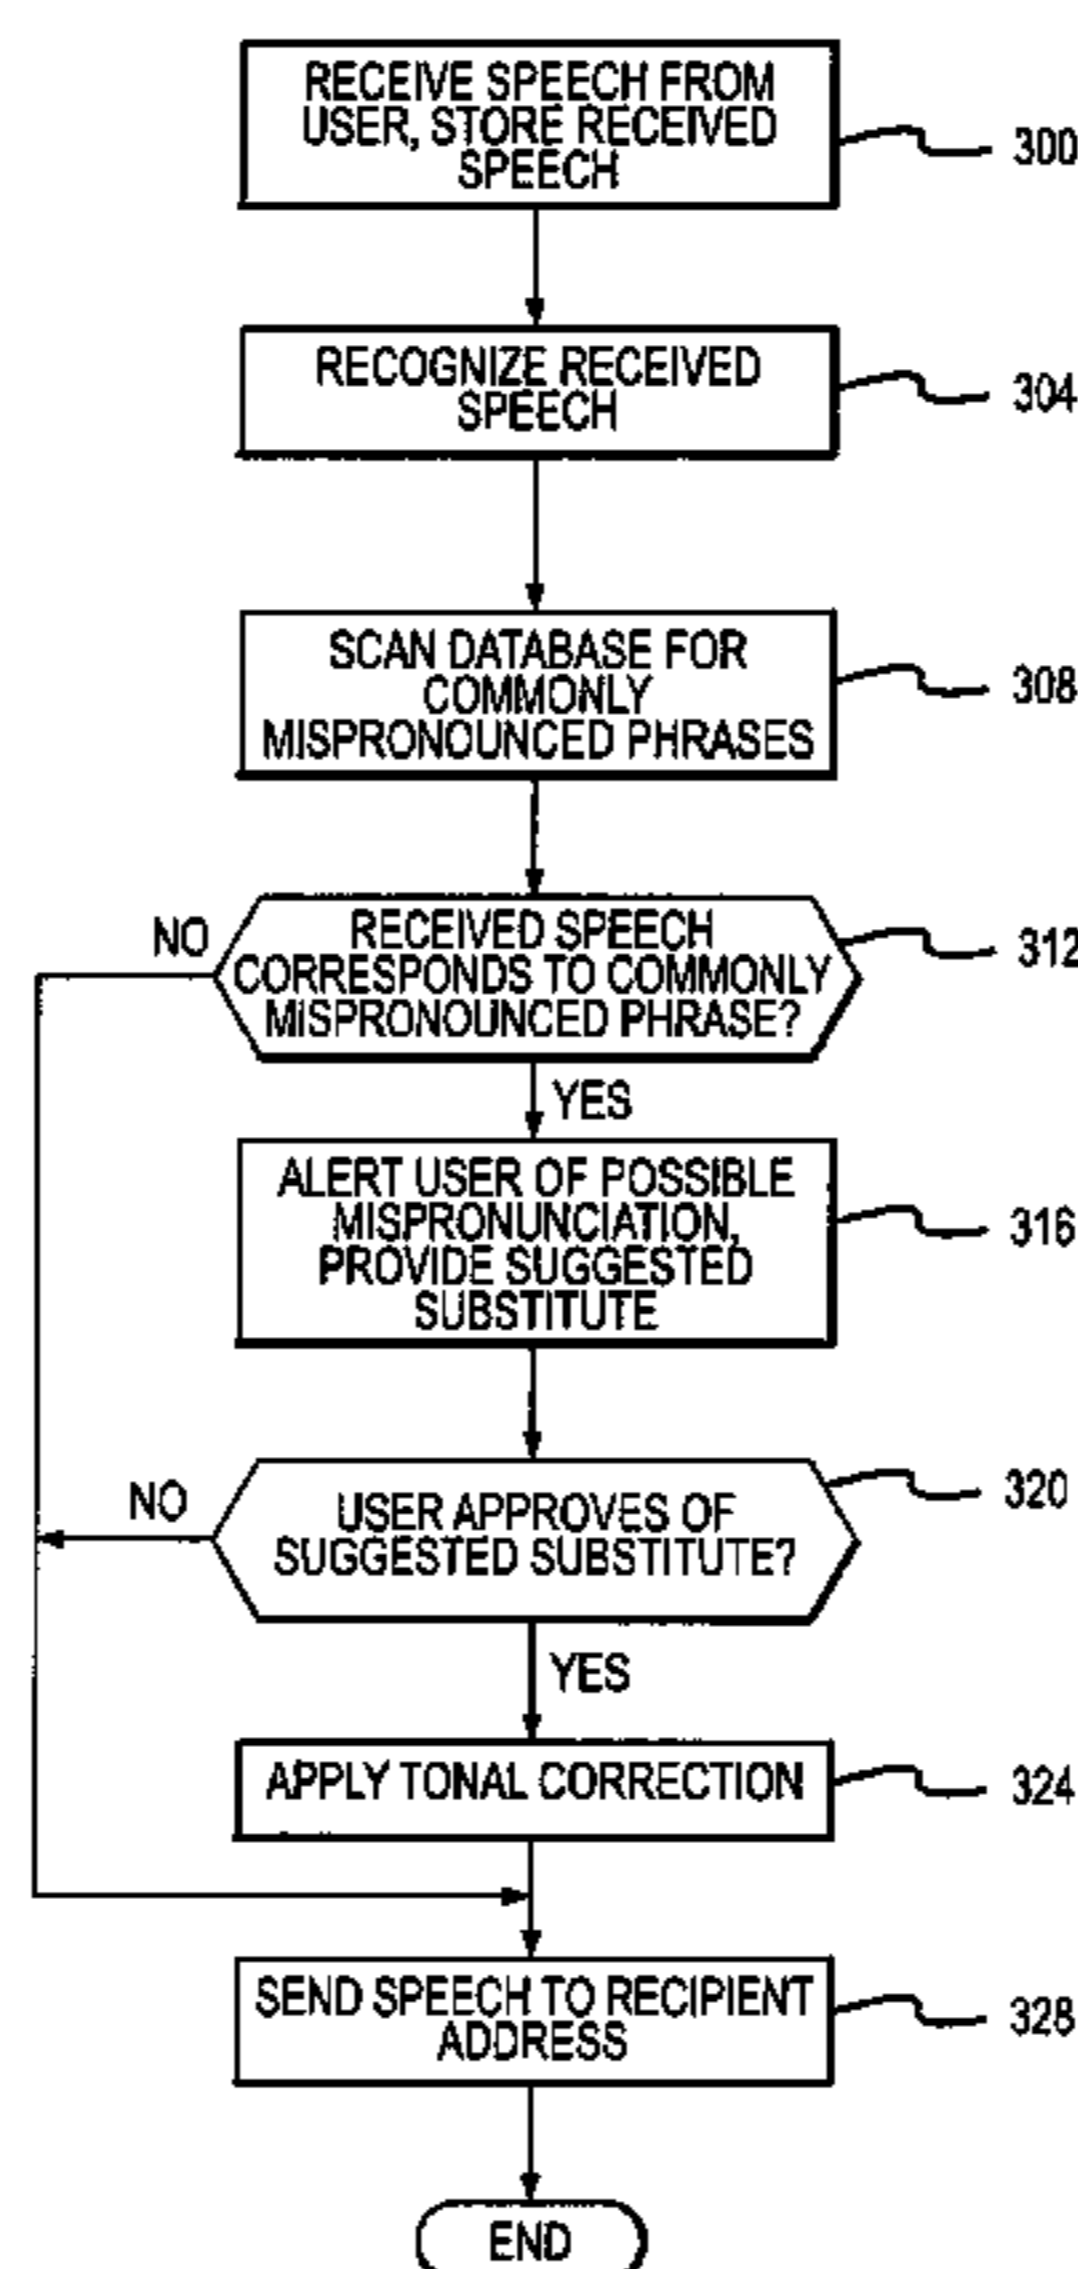 RECEIVE SPEECH FROM
USER, STORE RECEIVED
SPEECH
300
RECOGNIZE RECEIVED
SPEECH
304
SCAN DATABASE FOR
COMMONLY
MISPRONOUNCED PHRASES
308
NO
RECEIVED SPEECH
CORRESPONDS TO COMMONLY
MISPRONOUNCED PHRASE?
312
YES
ALERT USER OF POSSIBLE
MISPRONUNCIATION,
PROVIDE SUGGESTED
SUBSTITUTE
316
NO
USER APPROVES OF
SUGGESTED SUBSTITUTE?
320
YES
APPLY TONAL CORRECTION
324
SEND SPEECH TO RECIPIENT
ADDRESS
328
END